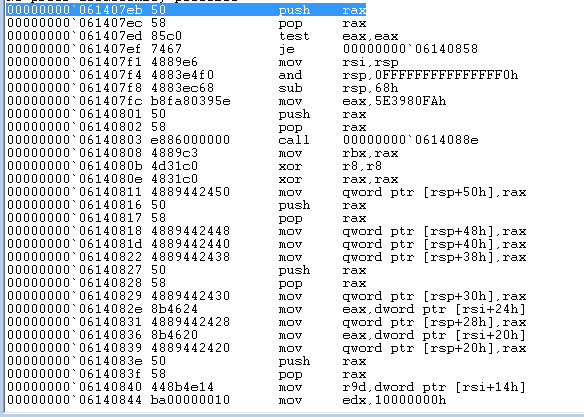 00000000`061407eb 50 push rax
00000000`061407ec 58 pop rax
00000000`061407ed 85c0 test eax,eax
00000000`061407ef 7467 je 00000000`06140858
00000000`061407f1 4889e6 mov rsi,rsp
00000000`061407f4 4883e4f0 and rsp,0FFFFFFFFFFFFFFF0h
00000000`061407f8 4883ec68 sub rsp,68h
00000000`061407fc b8fa80395e mov eax,5E3980FAh
00000000`06140801 50 push rax
00000000`06140802 58 pop rax
00000000`06140803 e886000000 call 00000000`0614088e
00000000`06140808 4889c3 mov rbx,rax
00000000`0614080b 4d31c0 xor r8,r8
00000000`0614080e 4831c0 xor rax,rax
00000000`06140811 4889442450 mov qword ptr [rsp+50h],rax
00000000`06140816 50 push rax
00000000`06140817 58 pop rax
00000000`06140818 4889442448 mov qword ptr [rsp+48h],rax
00000000`0614081d 4889442440 mov qword ptr [rsp+40h],rax
00000000`06140822 4889442438 mov qword ptr [rsp+38h],rax
00000000`06140827 50 push rax
00000000`06140828 58 pop rax
00000000`06140829 4889442430 mov qword ptr [rsp+30h],rax
00000000`0614082e 8b4624 mov eax,dword ptr [rsi+24h]
00000000`06140831 4889442428 mov qword ptr [rsp+28h],rax
00000000`06140836 8b4620 mov eax,dword ptr [rsi+20h]
00000000`06140839 4889442420 mov qword ptr [rsp+20h],rax
00000000`0614083e 50 push rax
00000000`0614083f 58 pop rax
00000000`06140840 448b4e14 mov r9d,dword ptr [rsi+14h]
00000000`06140844 ba00000010 mov edx,10000000h